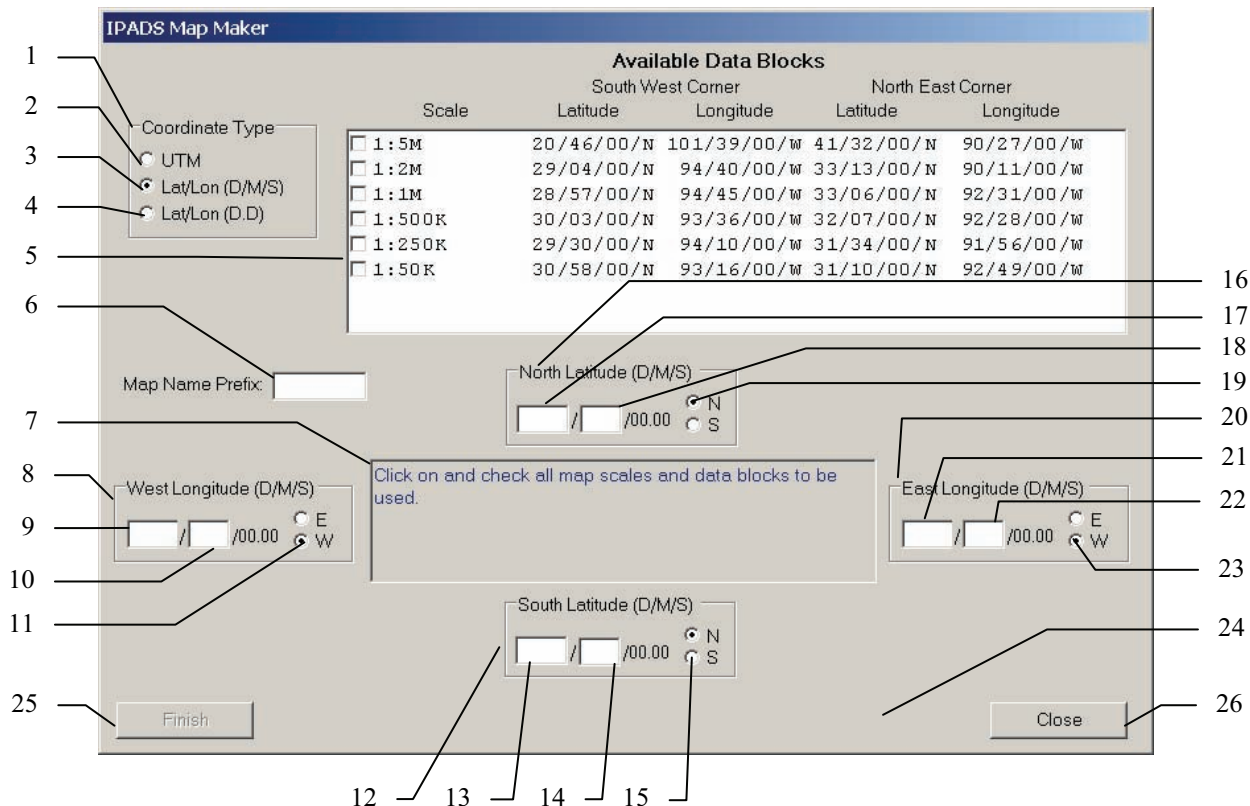 IPADS Map Maker
1
2
3
4
5
6
7
8
9
10
11
Available Data Blocks
South West Corner North East Corner
Scale Latitude Longitude Latitude Longitude
Coordinate Type
UTM
Lat/Lon (D/M/S)
Lat/Lon (D.D)
1:5M 20/46/00/N 101/39/00/W 41/32/00/N 90/27/00/W
1:2M 29/04/00/N 94/40/00/W 33/13/00/N 90/11/00/W
1:1M 28/57/00/N 94/45/00/W 33/06/00/N 92/31/00/W
1:500K 30/03/00/N 93/36/00/W 32/07/00/N 92/28/00/W
1:250K 29/30/00/N 94/10/00/W 31/34/00/N 91/56/00/W
1:50K 30/58/00/N 93/16/00/W 31/10/00/N 92/49/00/W
16
17
18
19
20
21
22
23
24
Map Name Prefix:
North Latitude (D/M/S)
/ /00.00 N
S
Click on and check all map scales and data blocks to be
used.
West Longitude (D/M/S)
/ /00.00 E
W
East Longitude (D/M/S)
/ /00.00 E
W
South Latitude (D/M/S)
/ /00.00 N
S
25
Finish
Close
26
12 13 14 15